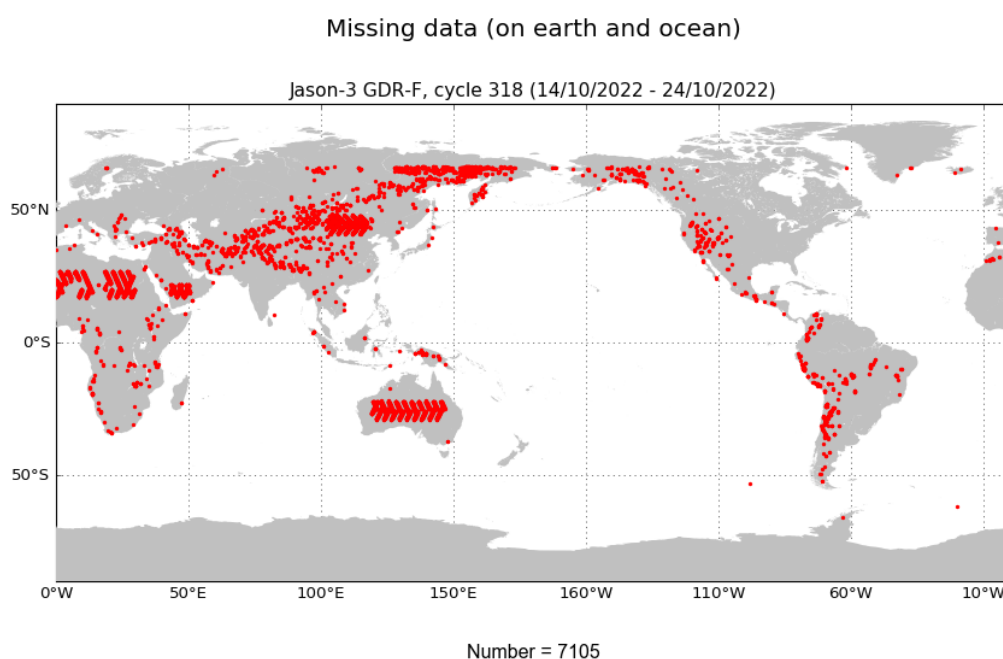 Missing data (on earth and ocean)
Jason-3 GDR-F, cycle 318 (14/10/2022 - 24/10/2022)
50°N
0°S
50°S
0°W 50°E 100°E 150°E 160°W 110°W 60°W 10°W
Number = 7105